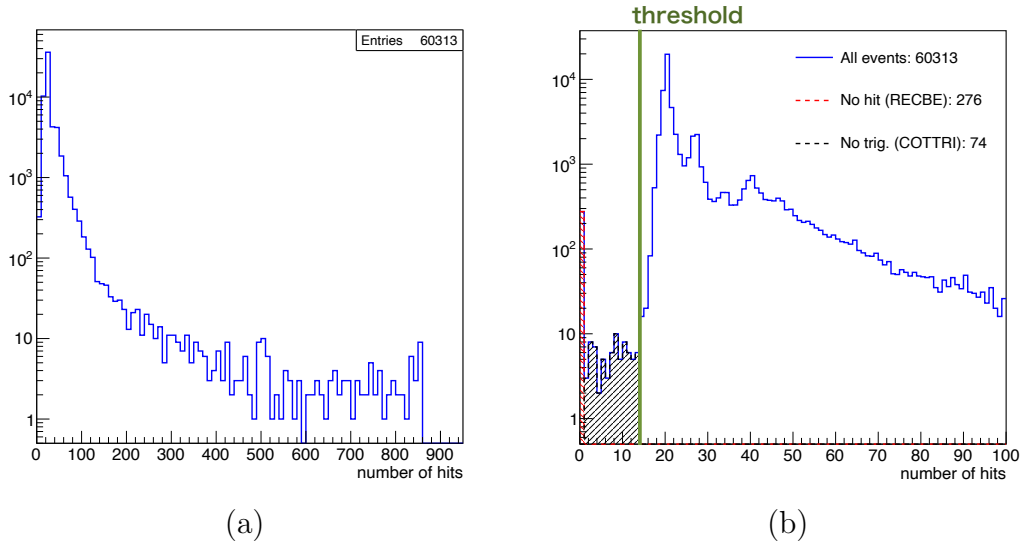 threshold
Entries 60313
10⁴
10³
10²
10
1
0 100 200 300 400 500 600 700 800 900
number of hits
All events: 60313
No hit (RECBE): 276
No trig. (COTTRI): 74
10⁴
10³
10²
10
1
0 10 20 30 40 50 60 70 80 90 100
number of hits
(a)
(b)